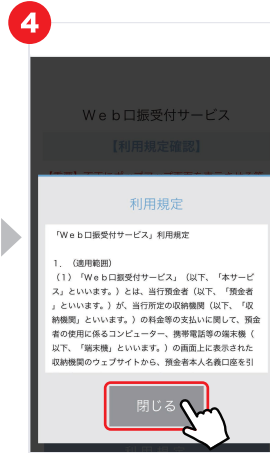 4
Web口振受付サービス
【利用規定確認】
利用規定
「Web口振受付サービス」利用規定
1. （適用範囲）
（1）「Web口振受付サービス」（以下、「本サービ
ス」といいます。）とは、当行預金者（以下、「預金者
」といいます。）が、当行所定の収納機関（以下、「収
納機関」といいます。）の料金等の支払いに関して、預金
者の使用に係るコンピューター、携帯電話等の端末機（
以下、「端末機」といいます。）の画面上に表示された
収納機関のウェブサイトから、預金者本人名義口座を引
閉じる